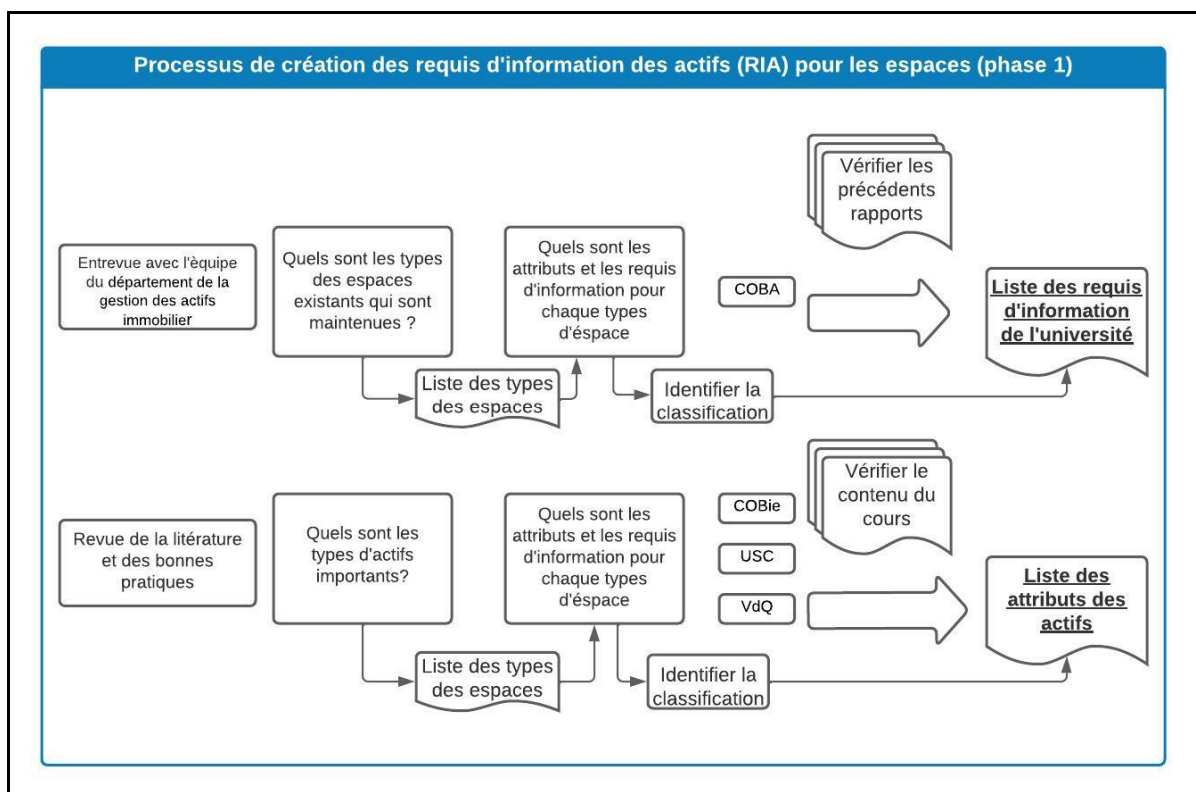 Processus de création des requis d'information des actifs (RIA) pour les espaces (phase 1)
Vérifier les
précédents
rapports
Entrevue avec l'èquipe
du département de la
gestion des actifs
immobilier
Quels sont les types
des espaces
existants qui sont
maintenues ?
Quels sont les
attributs et les requis
d'information pour
chaque types
d'éspace
COBA
Liste des requis
d'information
de l'université
Liste des types
des espaces
Identifier la
classification
Revue de la litérature
et des bonnes
pratiques
Quels sont les
types d'actifs
importants?
Quels sont les
attributs et les requis
d'information pour
chaque types
d'éspace
COBie
USC
VdQ
Vérifier le
contenu du
cours
Liste des
attributs des
actifs
Liste des types
des espaces
Identifier la
classification